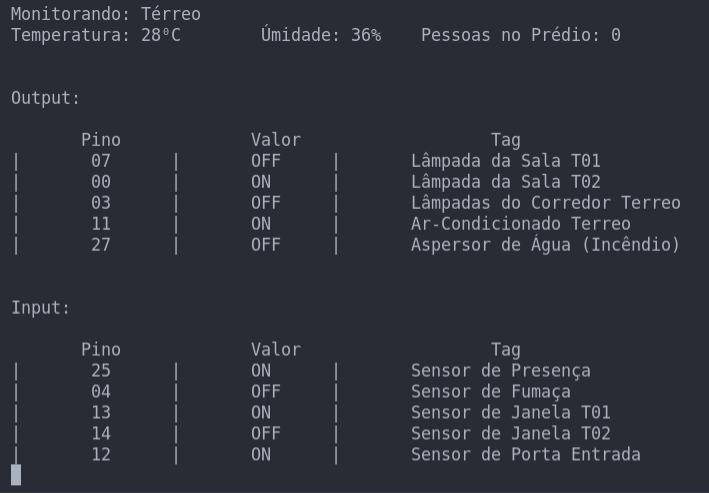 Monitorando: Térreo
Temperatura: 28⁰C        Úmidade: 36%    Pessoas no Prédio: 0
Output:
       Pino             Valor                   Tag
|       07      |       OFF     |       Lâmpada da Sala T01
|       00      |       ON      |       Lâmpada da Sala T02
|       03      |       OFF     |       Lâmpadas do Corredor Terreo
|       11      |       ON      |       Ar-Condicionado Terreo
|       27      |       OFF     |       Aspersor de Água (Incêndio)
Input:
       Pino             Valor                   Tag
|       25      |       ON      |       Sensor de Presença
|       04      |       OFF     |       Sensor de Fumaça
|       13      |       ON      |       Sensor de Janela T01
|       14      |       OFF     |       Sensor de Janela T02
|       12      |       ON      |       Sensor de Porta Entrada